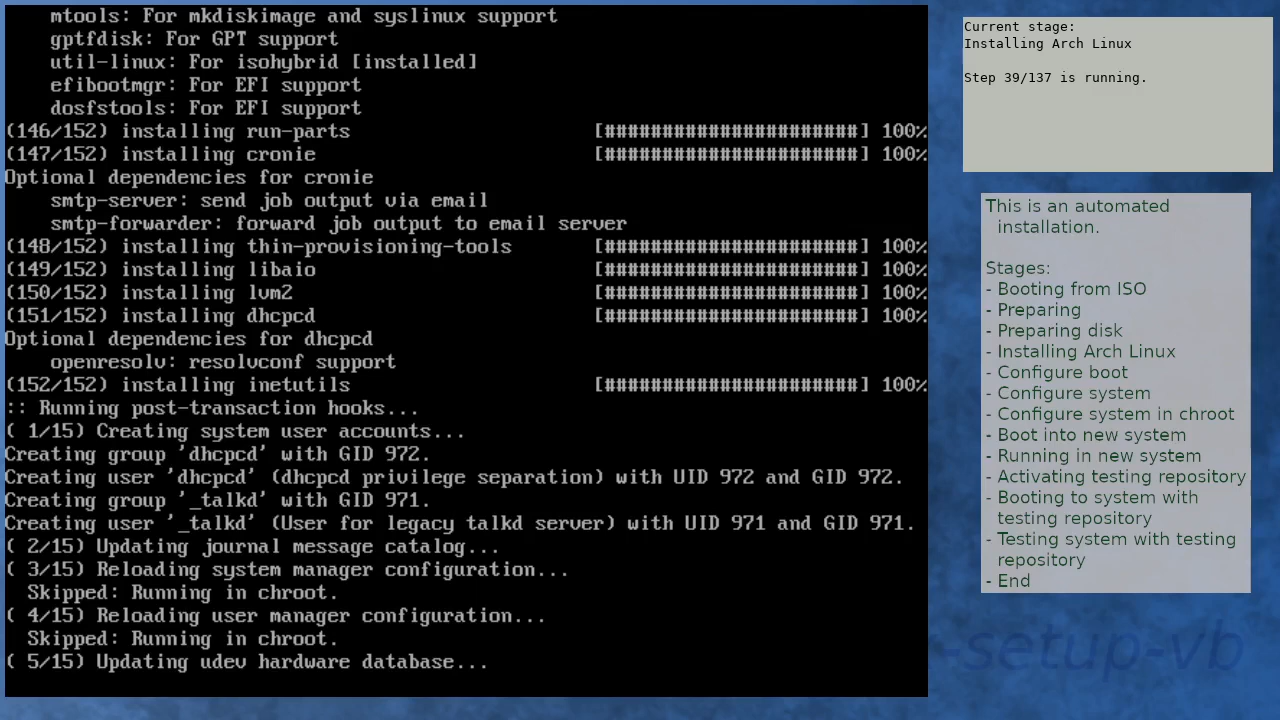 mtools: For mkdiskimage and syslinux support
    gptfdisk: For GPT support
    util-linux: For isohybrid [installed]
    efibootmgr: For EFI support
    dosfstools: For EFI support
(146/152) installing run-parts                     [######################] 100%
(147/152) installing cronie                        [######################] 100%
Optional dependencies for cronie
    smtp-server: send job output via email
    smtp-forwarder: forward job output to email server
(148/152) installing thin-provisioning-tools       [######################] 100%
(149/152) installing libaio                        [######################] 100%
(150/152) installing lvm2                          [######################] 100%
(151/152) installing dhcpcd                        [######################] 100%
Optional dependencies for dhcpcd
    openresolv: resolvconf support
(152/152) installing inetutils                     [######################] 100%
:: Running post-transaction hooks...
( 1/15) Creating system user accounts...
Creating group 'dhcpcd' with GID 972.
Creating user 'dhcpcd' (dhcpcd privilege separation) with UID 972 and GID 972.
Creating group '_talkd' with GID 971.
Creating user '_talkd' (User for legacy talkd server) with UID 971 and GID 971.
( 2/15) Updating journal message catalog...
( 3/15) Reloading system manager configuration...
  Skipped: Running in chroot.
( 4/15) Reloading user manager configuration...
  Skipped: Running in chroot.
( 5/15) Updating udev hardware database...
Current stage:
Installing Arch Linux
Step 39/137 is running.
This is an automated
installation.
Stages:
- Booting from ISO
- Preparing
- Preparing disk
- Installing Arch Linux
- Configure boot
- Configure system
- Configure system in chroot
- Boot into new system
- Running in new system
- Activating testing repository
- Booting to system with
testing repository
- Testing system with testing
repository
- End
-setup-vb